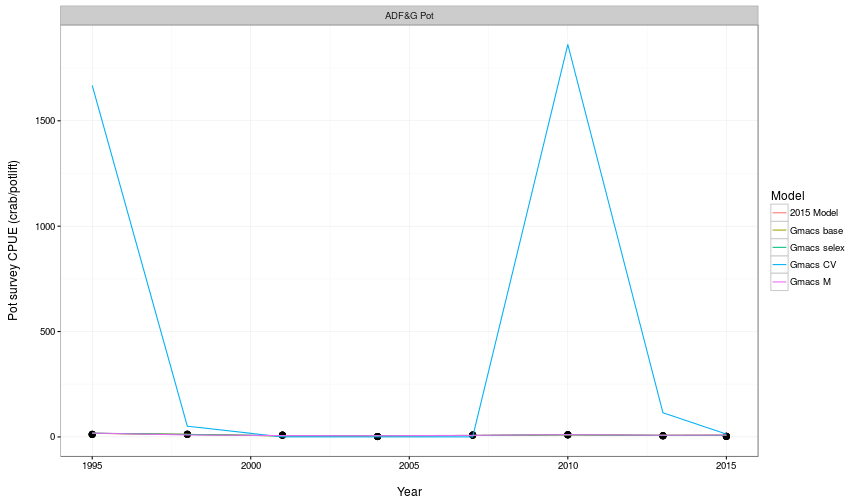 ADF&G Pot
Pot survey CPUE (crab/potlift)
1500
1000
500
0
1995
2000
2005
2010
2015
Year
Model
2015 Model
Gmacs base
Gmacs selex
Gmacs CV
Gmacs M